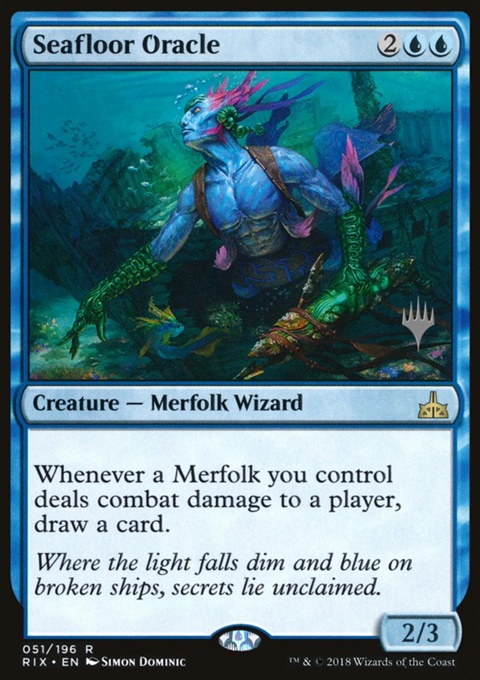 Seafloor Oracle 2
Creature — Merfolk Wizard
Whenever a Merfolk you control
deals combat damage to a player,
draw a card.
Where the light falls dim and blue on
broken ships, secrets lie unclaimed.
2/3
051/196 R
RIX • EN Simon Dominic
™ & © 2018 Wizards of the Coast